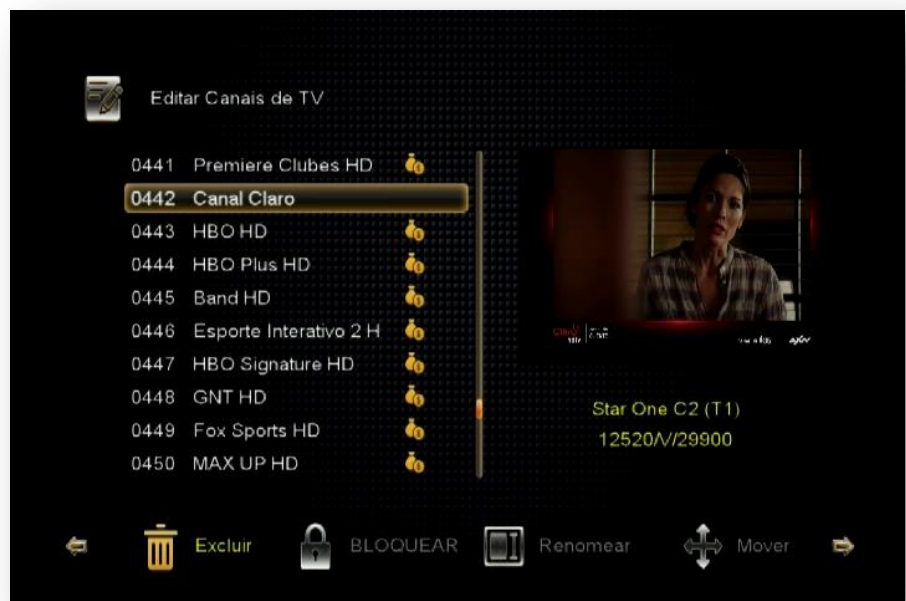 Editar Canais de TV
0441 Premiere Clubes HD
0442 Canal Claro
0443 HBO HD
0444 HBO Plus HD
0445 Band HD
0446 Esporte Interativo 2 H
0447 HBO Signature HD
0448 GNT HD
0449 Fox Sports HD
0450 MAX UP HD
Star One C2 (T1)
12520/V/29900
Excluir
BLOQUEAR
Renomear
Mover